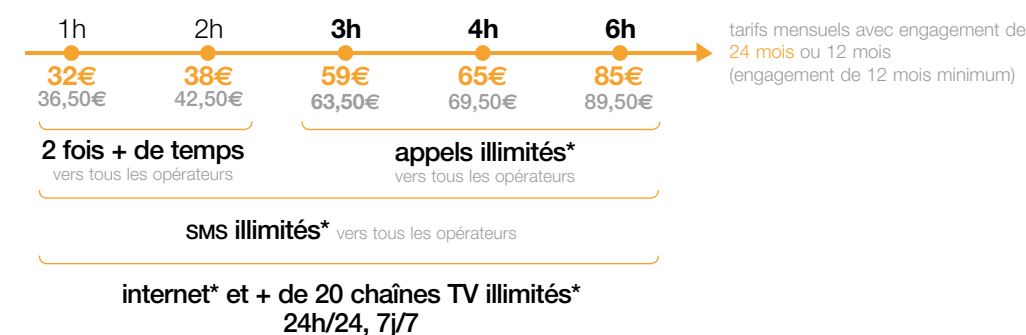 1h 2h 3h 4h 6h
32€ 38€ 59€ 65€ 85€
36,50€ 42,50€ 63,50€ 69,50€ 89,50€
tarifs mensuels avec engagement de
24 mois ou 12 mois
(engagement de 12 mois minimum)
2 fois + de temps
vers tous les opérateurs
appels illimités*
vers tous les opérateurs
SMS illimités* vers tous les opérateurs
internet* et + de 20 chaînes TV illimités*
24h/24, 7j/7